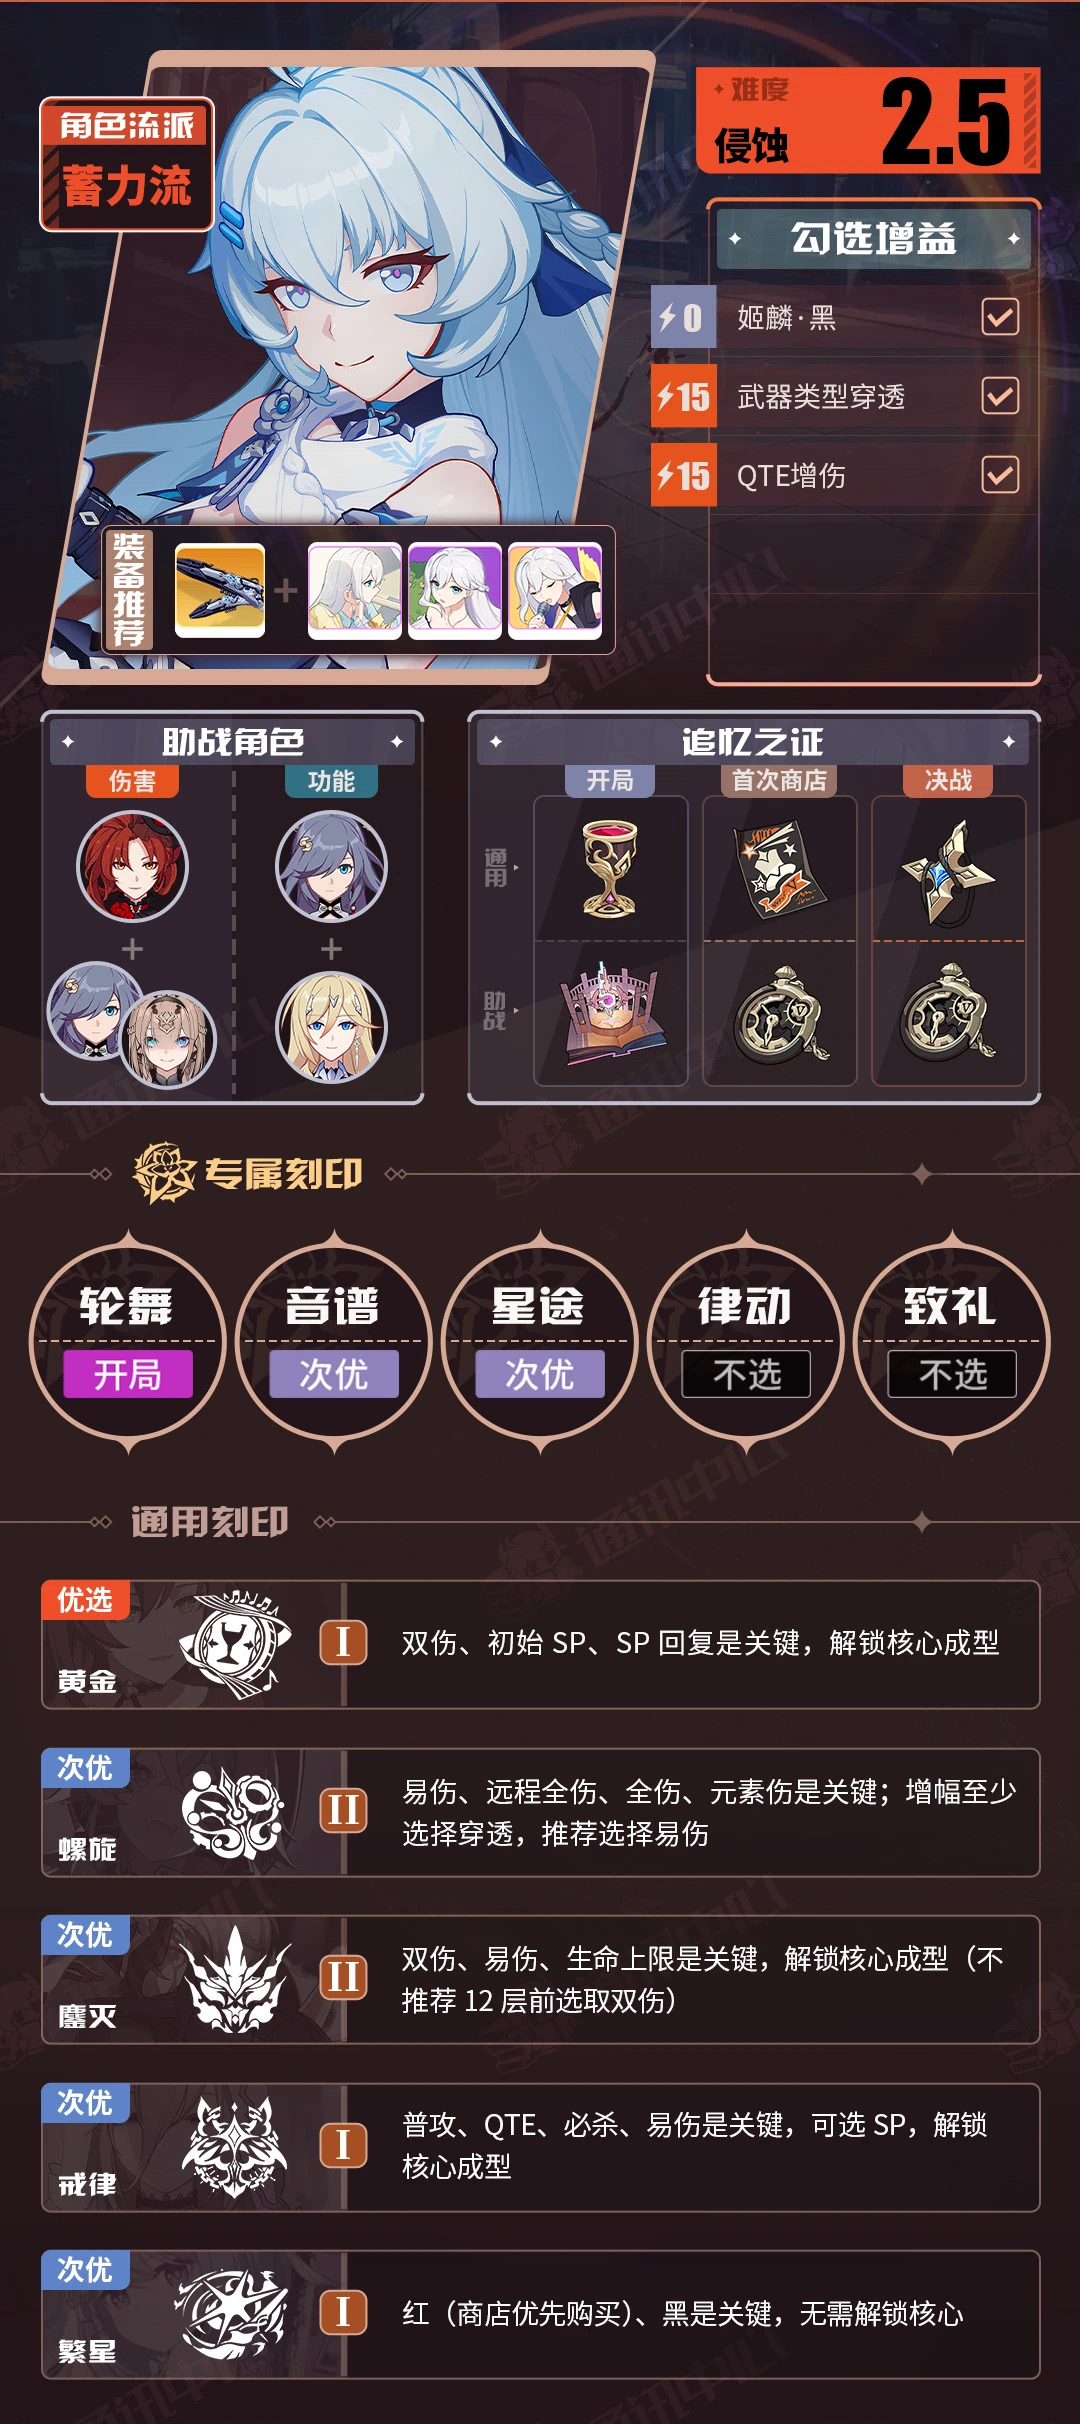 角色流派
蓄力流
难度
侵蚀
2.5
勾选增益
0
姬麟·黑
15
武器类型穿透
15
QTE增伤
装备推荐
助战角色
伤害
功能
追忆之证
开局
首次商店
决战
通用
助战
专属刻印
轮舞
开局
音谱
次优
星途
次优
律动
不选
致礼
不选
通用刻印
优选
黄金
I
双伤、初始 SP、SP 回复是关键，解锁核心成型
次优
螺旋
II
易伤、远程全伤、全伤、元素伤是关键；增幅至少
选择穿透，推荐选择易伤
次优
鏖灭
II
双伤、易伤、生命上限是关键，解锁核心成型（不
推荐 12 层前选取双伤）
次优
戒律
I
普攻、QTE、必杀、易伤是关键，可选 SP，解锁
核心成型
次优
繁星
I
红（商店优先购买）、黑是关键，无需解锁核心
通讯中心